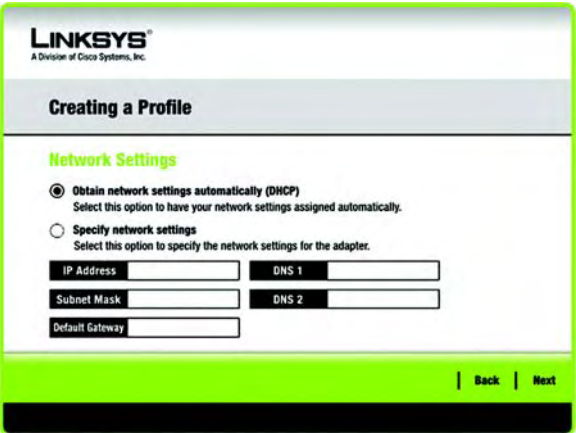 LINKSYS®
A Division of Cisco Systems, Inc.
Creating a Profile
Network Settings
Obtain network settings automatically (DHCP)
Select this option to have your network settings assigned automatically.
Specify network settings
Select this option to specify the network settings for the adapter.
IP Address DNS 1
Subnet Mask DNS 2
Default Gateway
Back | Next